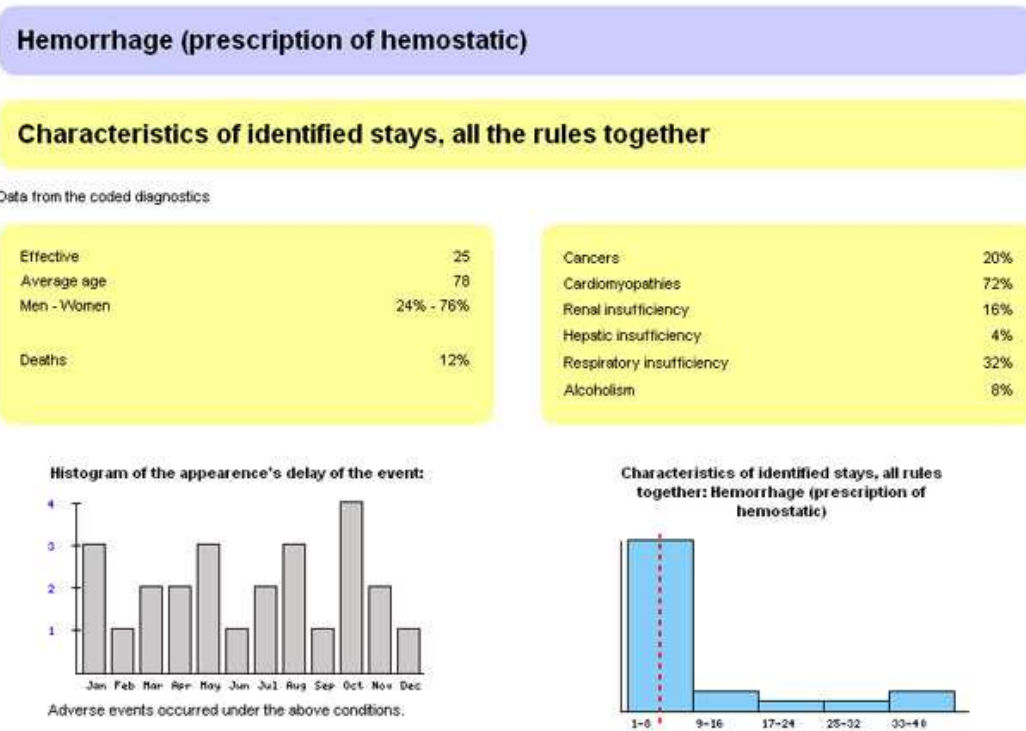 Hemorrhage (prescription of hemostatic)
Characteristics of identified stays, all the rules together
Data from the coded diagnostics
Effective 25
Average age 78
Men - Women 24% - 76%
Deaths 12%
Cancers 20%
Cardiomyopathies 72%
Renal insufficiency 16%
Hepatic insufficiency 4%
Respiratory insufficiency 32%
Alcoholism 8%
Histogram of the appearence's delay of the event:
4
3
2
1
Jan Feb Mar Apr May Jun Jul Aug Sep Oct Nov Dec
Adverse events occurred under the above conditions.
Characteristics of identified stays, all rules
together: Hemorrhage (prescription of
hemostatic)
1-8 9-16 17-24 25-32 33-40